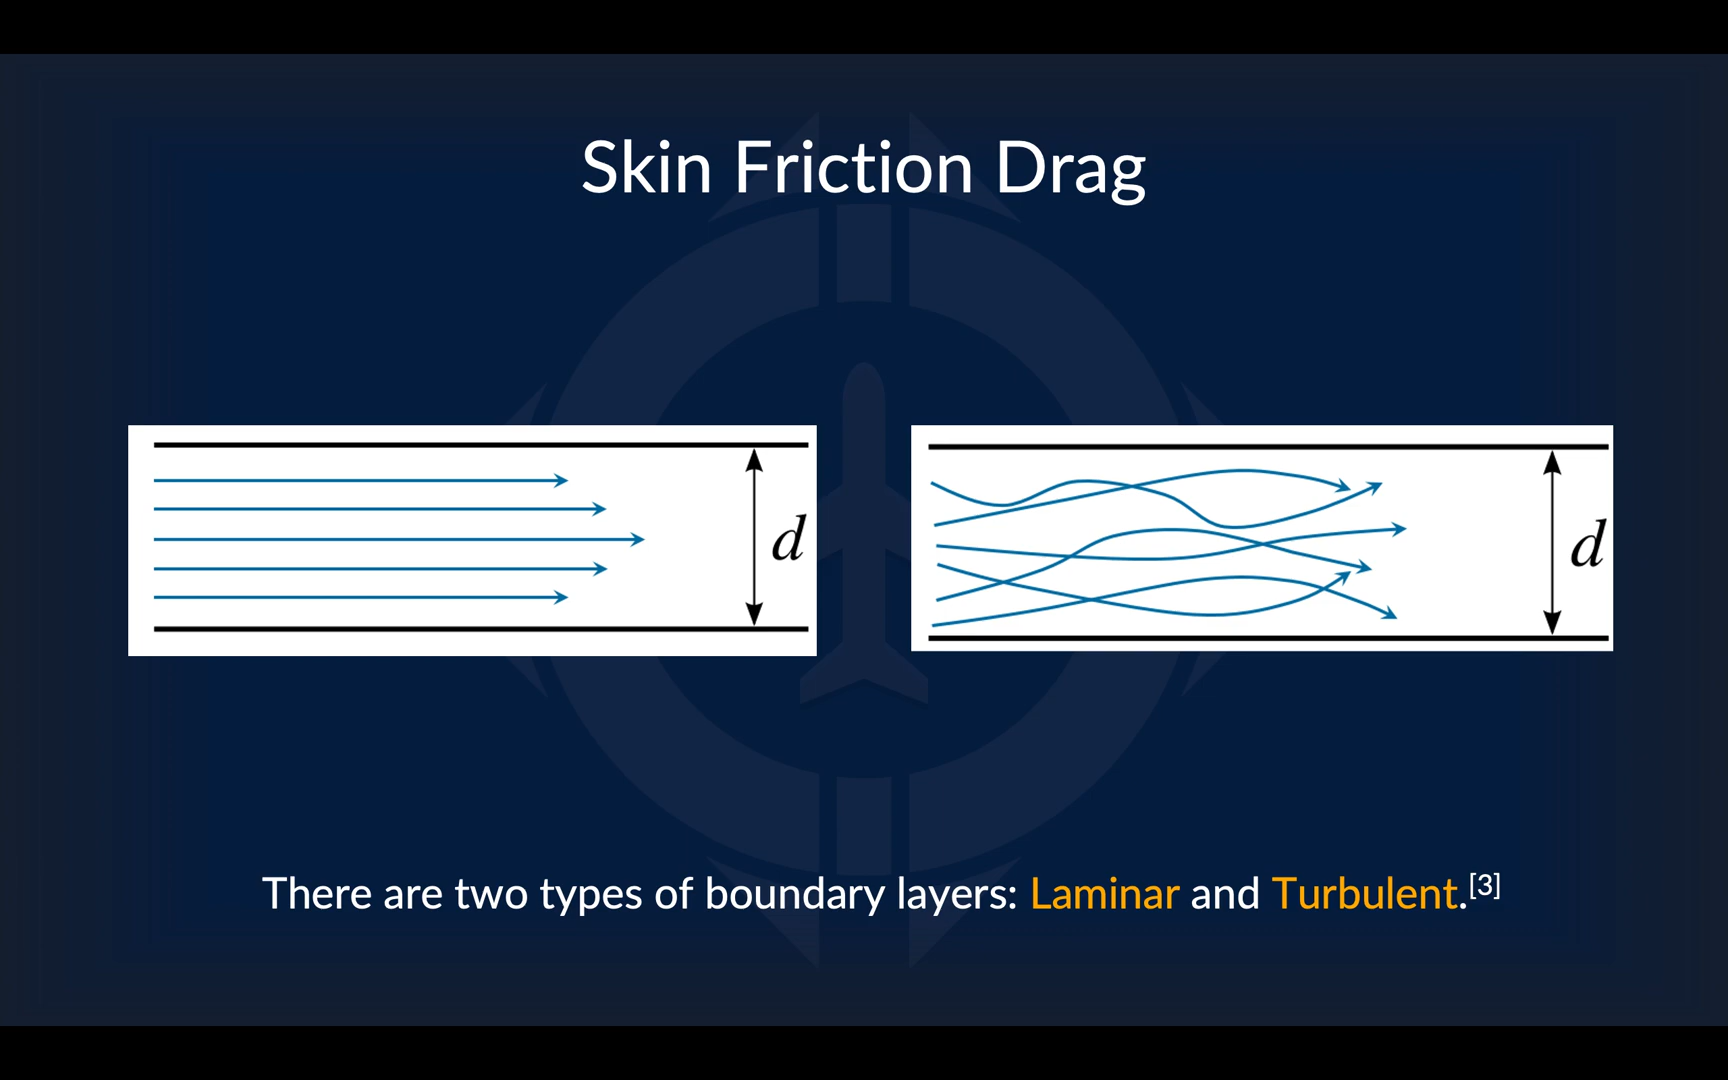 Skin Friction Drag
d
d
There are two types of boundary layers: Laminar and Turbulent.[3]